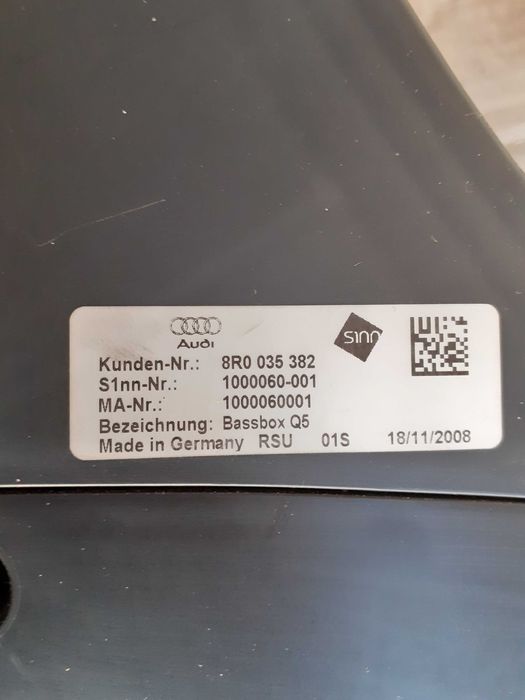 Audi
S1nn
Kunden-Nr.: 8R0 035 382
S1nn-Nr.: 1000060-001
MA-Nr.: 1000060001
Bezeichnung: Bassbox Q5
Made in Germany RSU 01S 18/11/2008